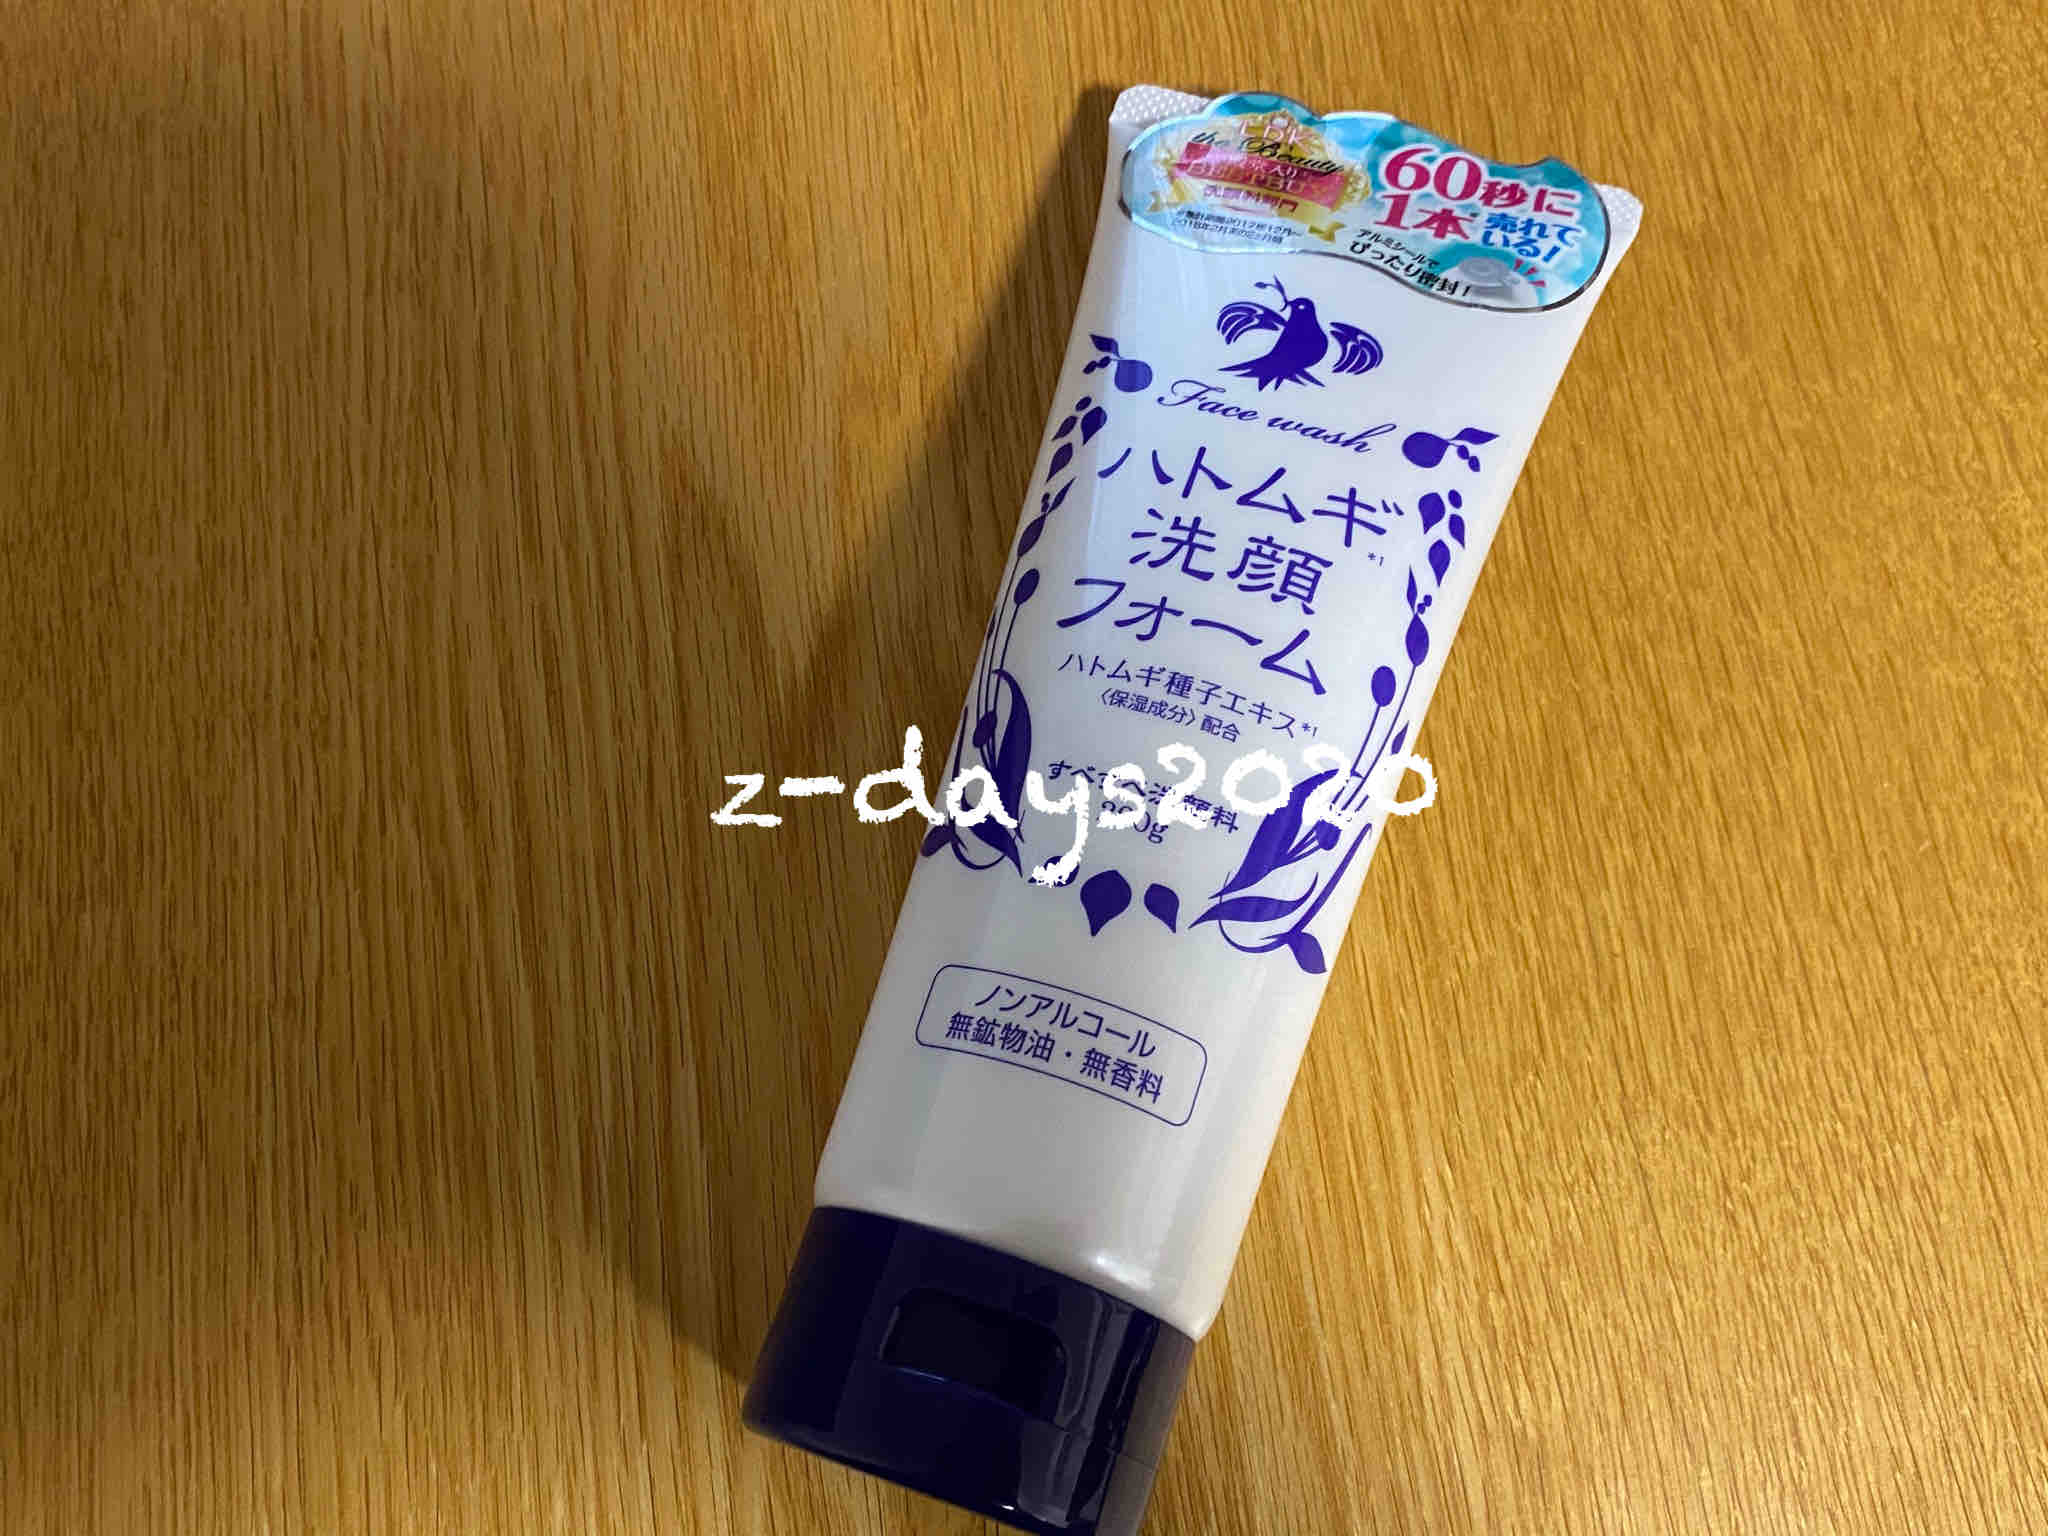 the Beauty
60秒に
1本売れて
いる!
アルミシールで
ぴったり密封!
Face wash
ハトムギ*1
洗顔
フォーム
ハトムギ種子エキス*1
〈保湿成分〉配合
z-days2020
ノンアルコール
無鉱物油・無香料